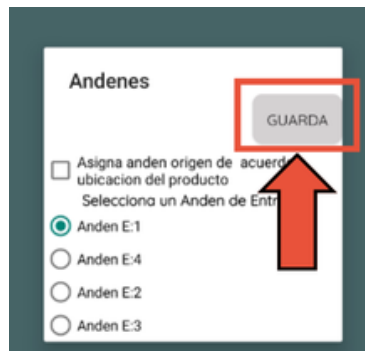 Andenes
GUARDA
Asigna anden origen de acuerdo
ubicacion del producto
Selecciona un Anden de
Anden E:1
Anden E:4
Anden E:2
Anden E:3